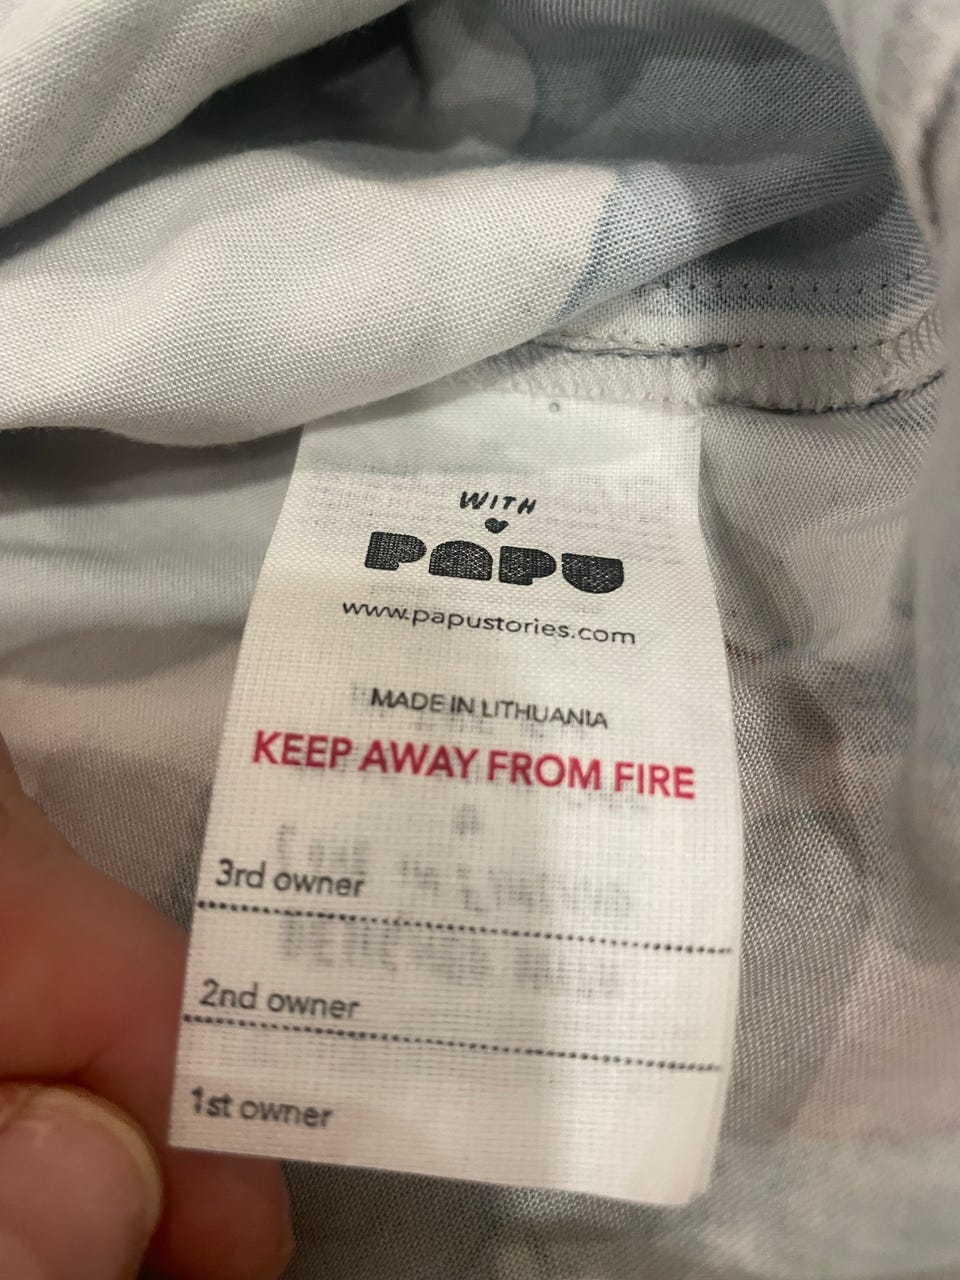 WITH
PAPU
www.papustories.com
MADE IN LITHUANIA
KEEP AWAY FROM FIRE
3rd owner
2nd owner
1st owner